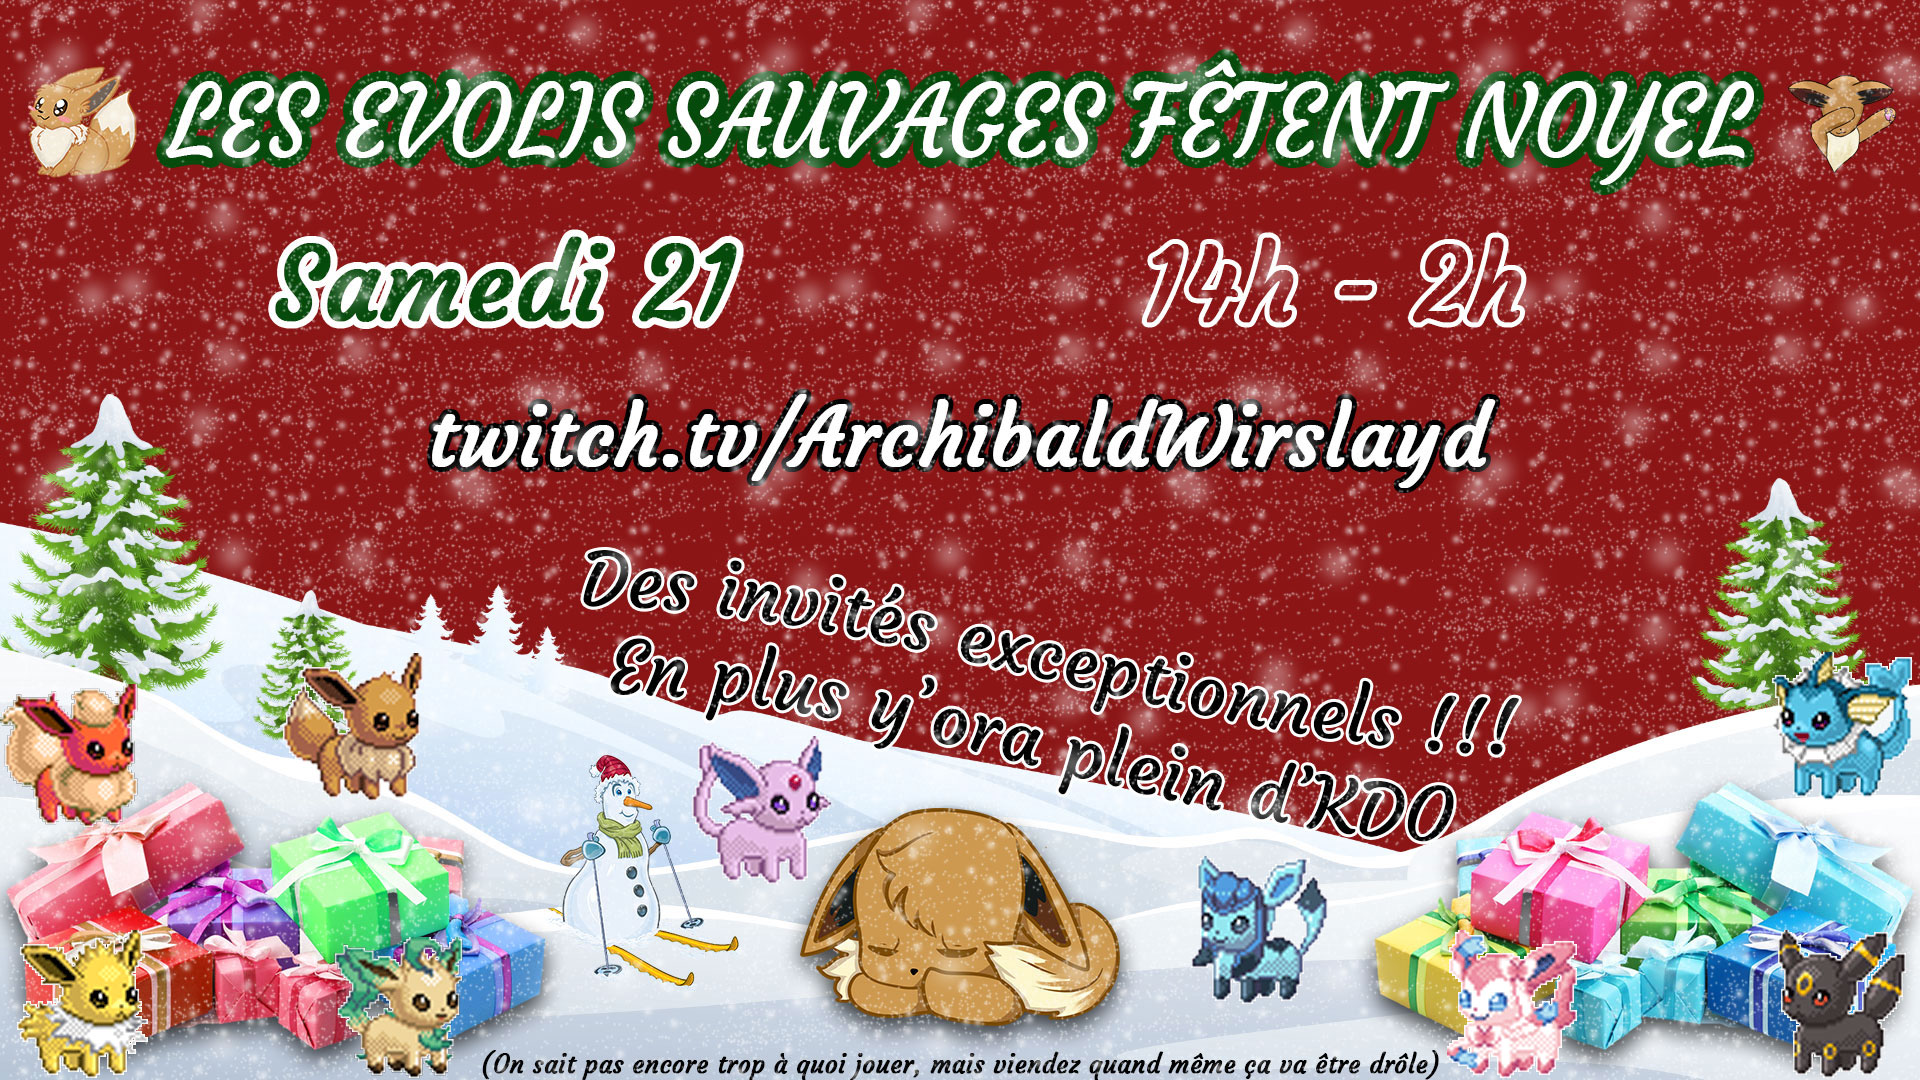 LES EVOLIS SAUVAGES FÊTENT NOYEL
Samedi 21
14h - 2h
twitch.tv/ArchibaldWirslayd
Des invités exceptionnels !!!
En plus y'ora plein d'KDO
(On sait pas encore trop à quoi jouer, mais viendez quand même ça va être drôle)